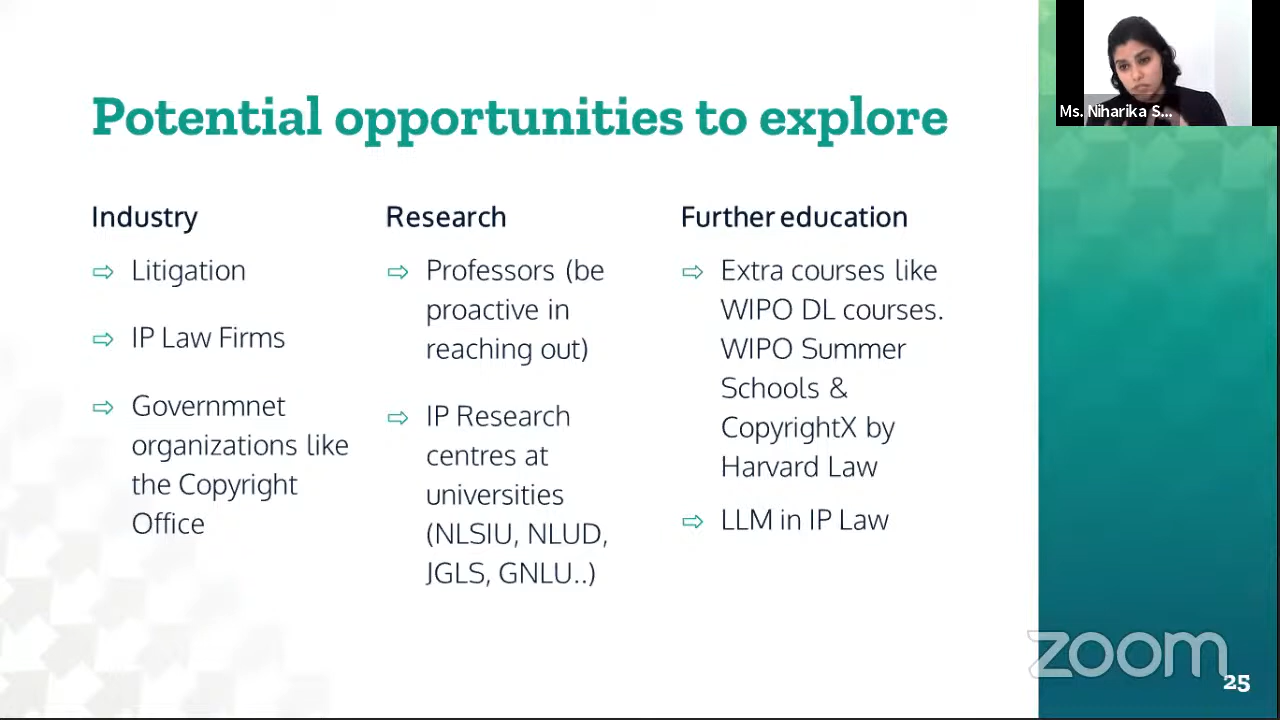 Potential opportunities to explore
Industry
Litigation
IP Law Firms
Governmnet
organizations like
the Copyright
Office
Research
Professors (be
proactive in
reaching out)
IP Research
centres at
universities
(NLSIU, NLUD,
JGLS, GNLU..)
Further education
Extra courses like
WIPO DL courses.
WIPO Summer
Schools &
CopyrightX by
Harvard Law
LLM in IP Law
Ms. Niharika S...
zoom
25